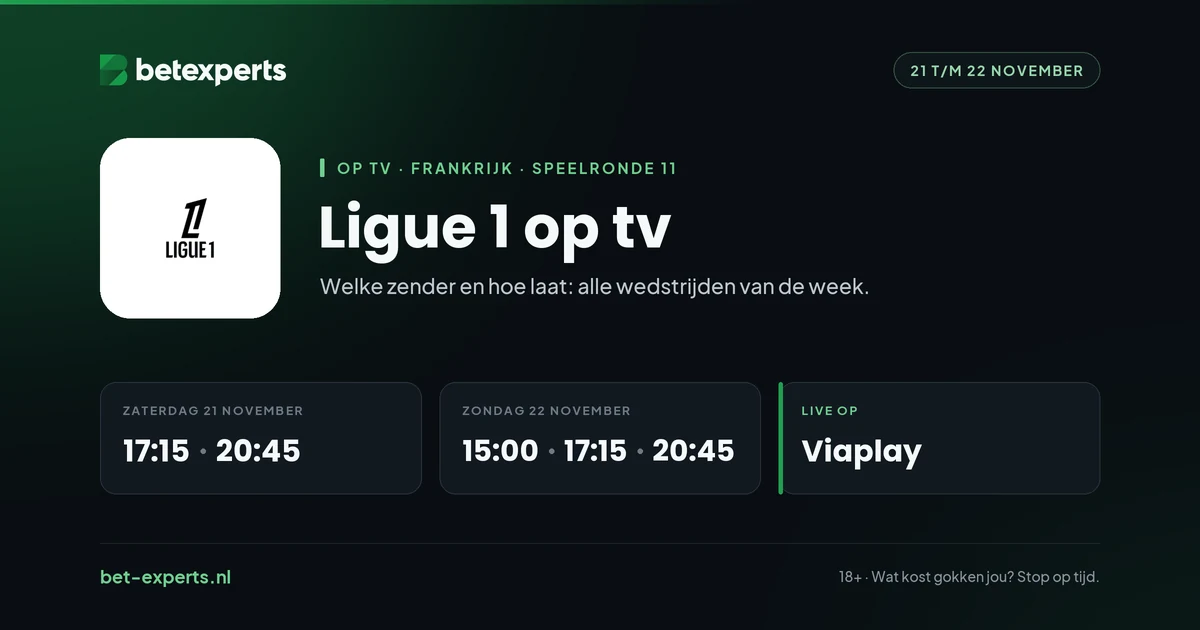 betexperts
21 T/M 22 NOVEMBER
LIGUE 1
OP TV · FRANKRIJK · SPEELRONDE 11
Ligue 1 op tv
Welke zender en hoe laat: alle wedstrijden van de week.
ZATERDAG 21 NOVEMBER
17:15 · 20:45
ZONDAG 22 NOVEMBER
15:00 · 17:15 · 20:45
LIVE OP
Viaplay
bet-experts.nl
18+ · Wat kost gokken jou? Stop op tijd.